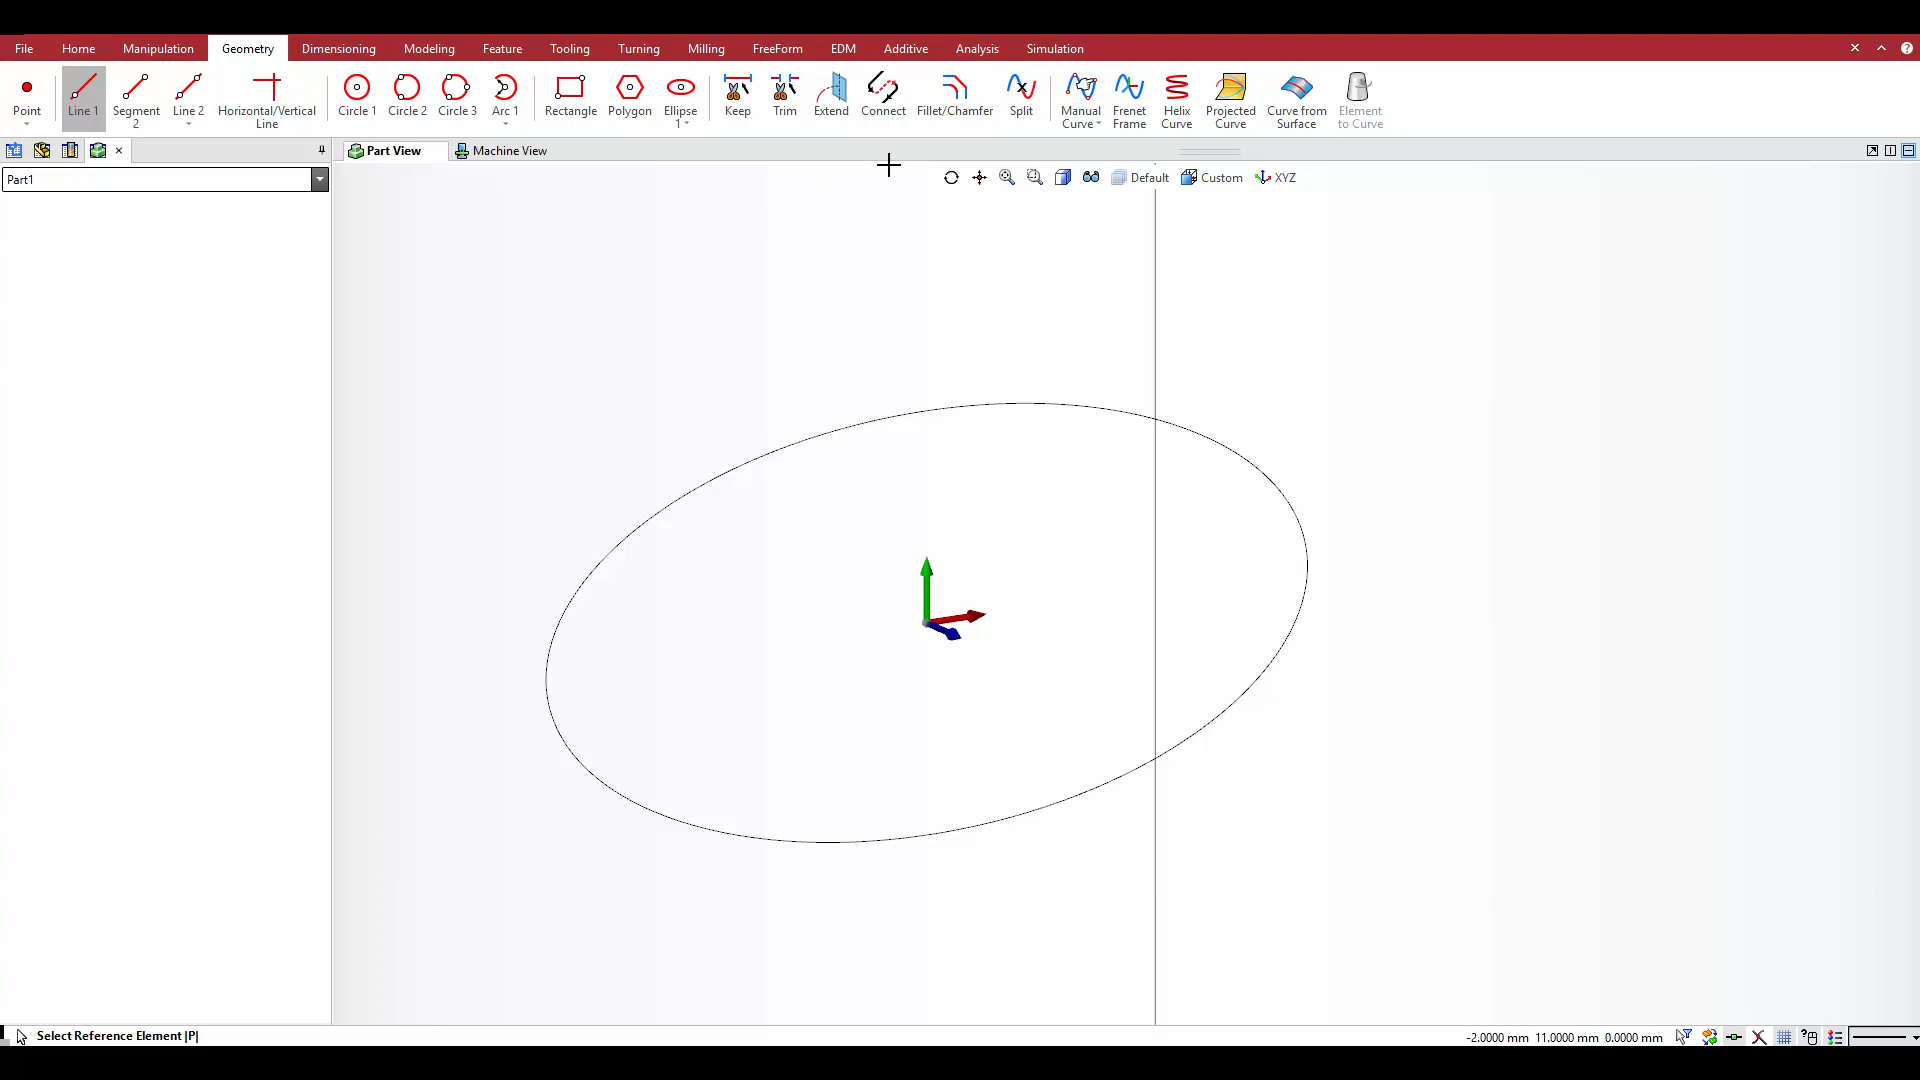 File Home Manipulation Geometry Dimensioning Modeling Feature Tooling Turning Milling FreeForm EDM Additive Analysis Simulation
Point Line 1 Segment 2 Line 2 Horizontal/Vertical Line Circle 1 Circle 2 Circle 3 Arc 1 Rectangle Polygon Ellipse 1 Keep Trim Extend Connect Fillet/Chamfer Split Manual Curve Frenet Frame Helix Curve Projected Curve Curve from Surface Element to Curve
Part View Machine View
Part1
Default Custom XYZ
Select Reference Element |P|
-2.0000 mm 11.0000 mm 0.0000 mm